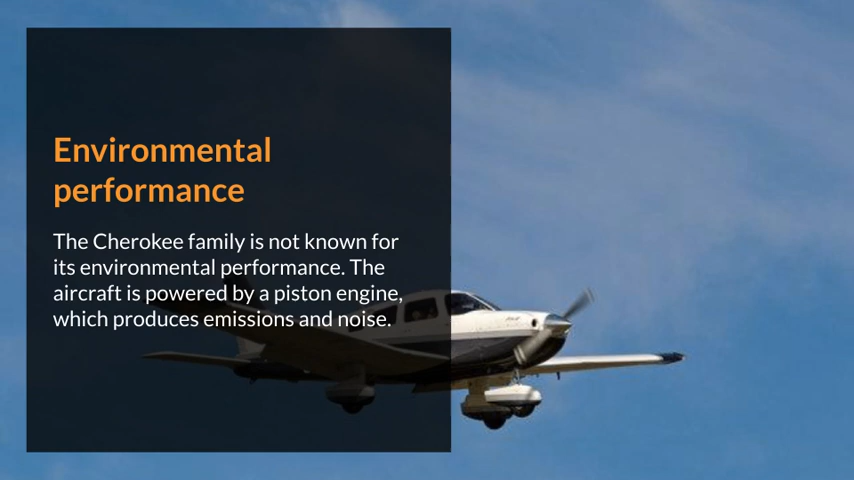 Environmental
performance
The Cherokee family is not known for
its environmental performance. The
aircraft is powered by a piston engine,
which produces emissions and noise.